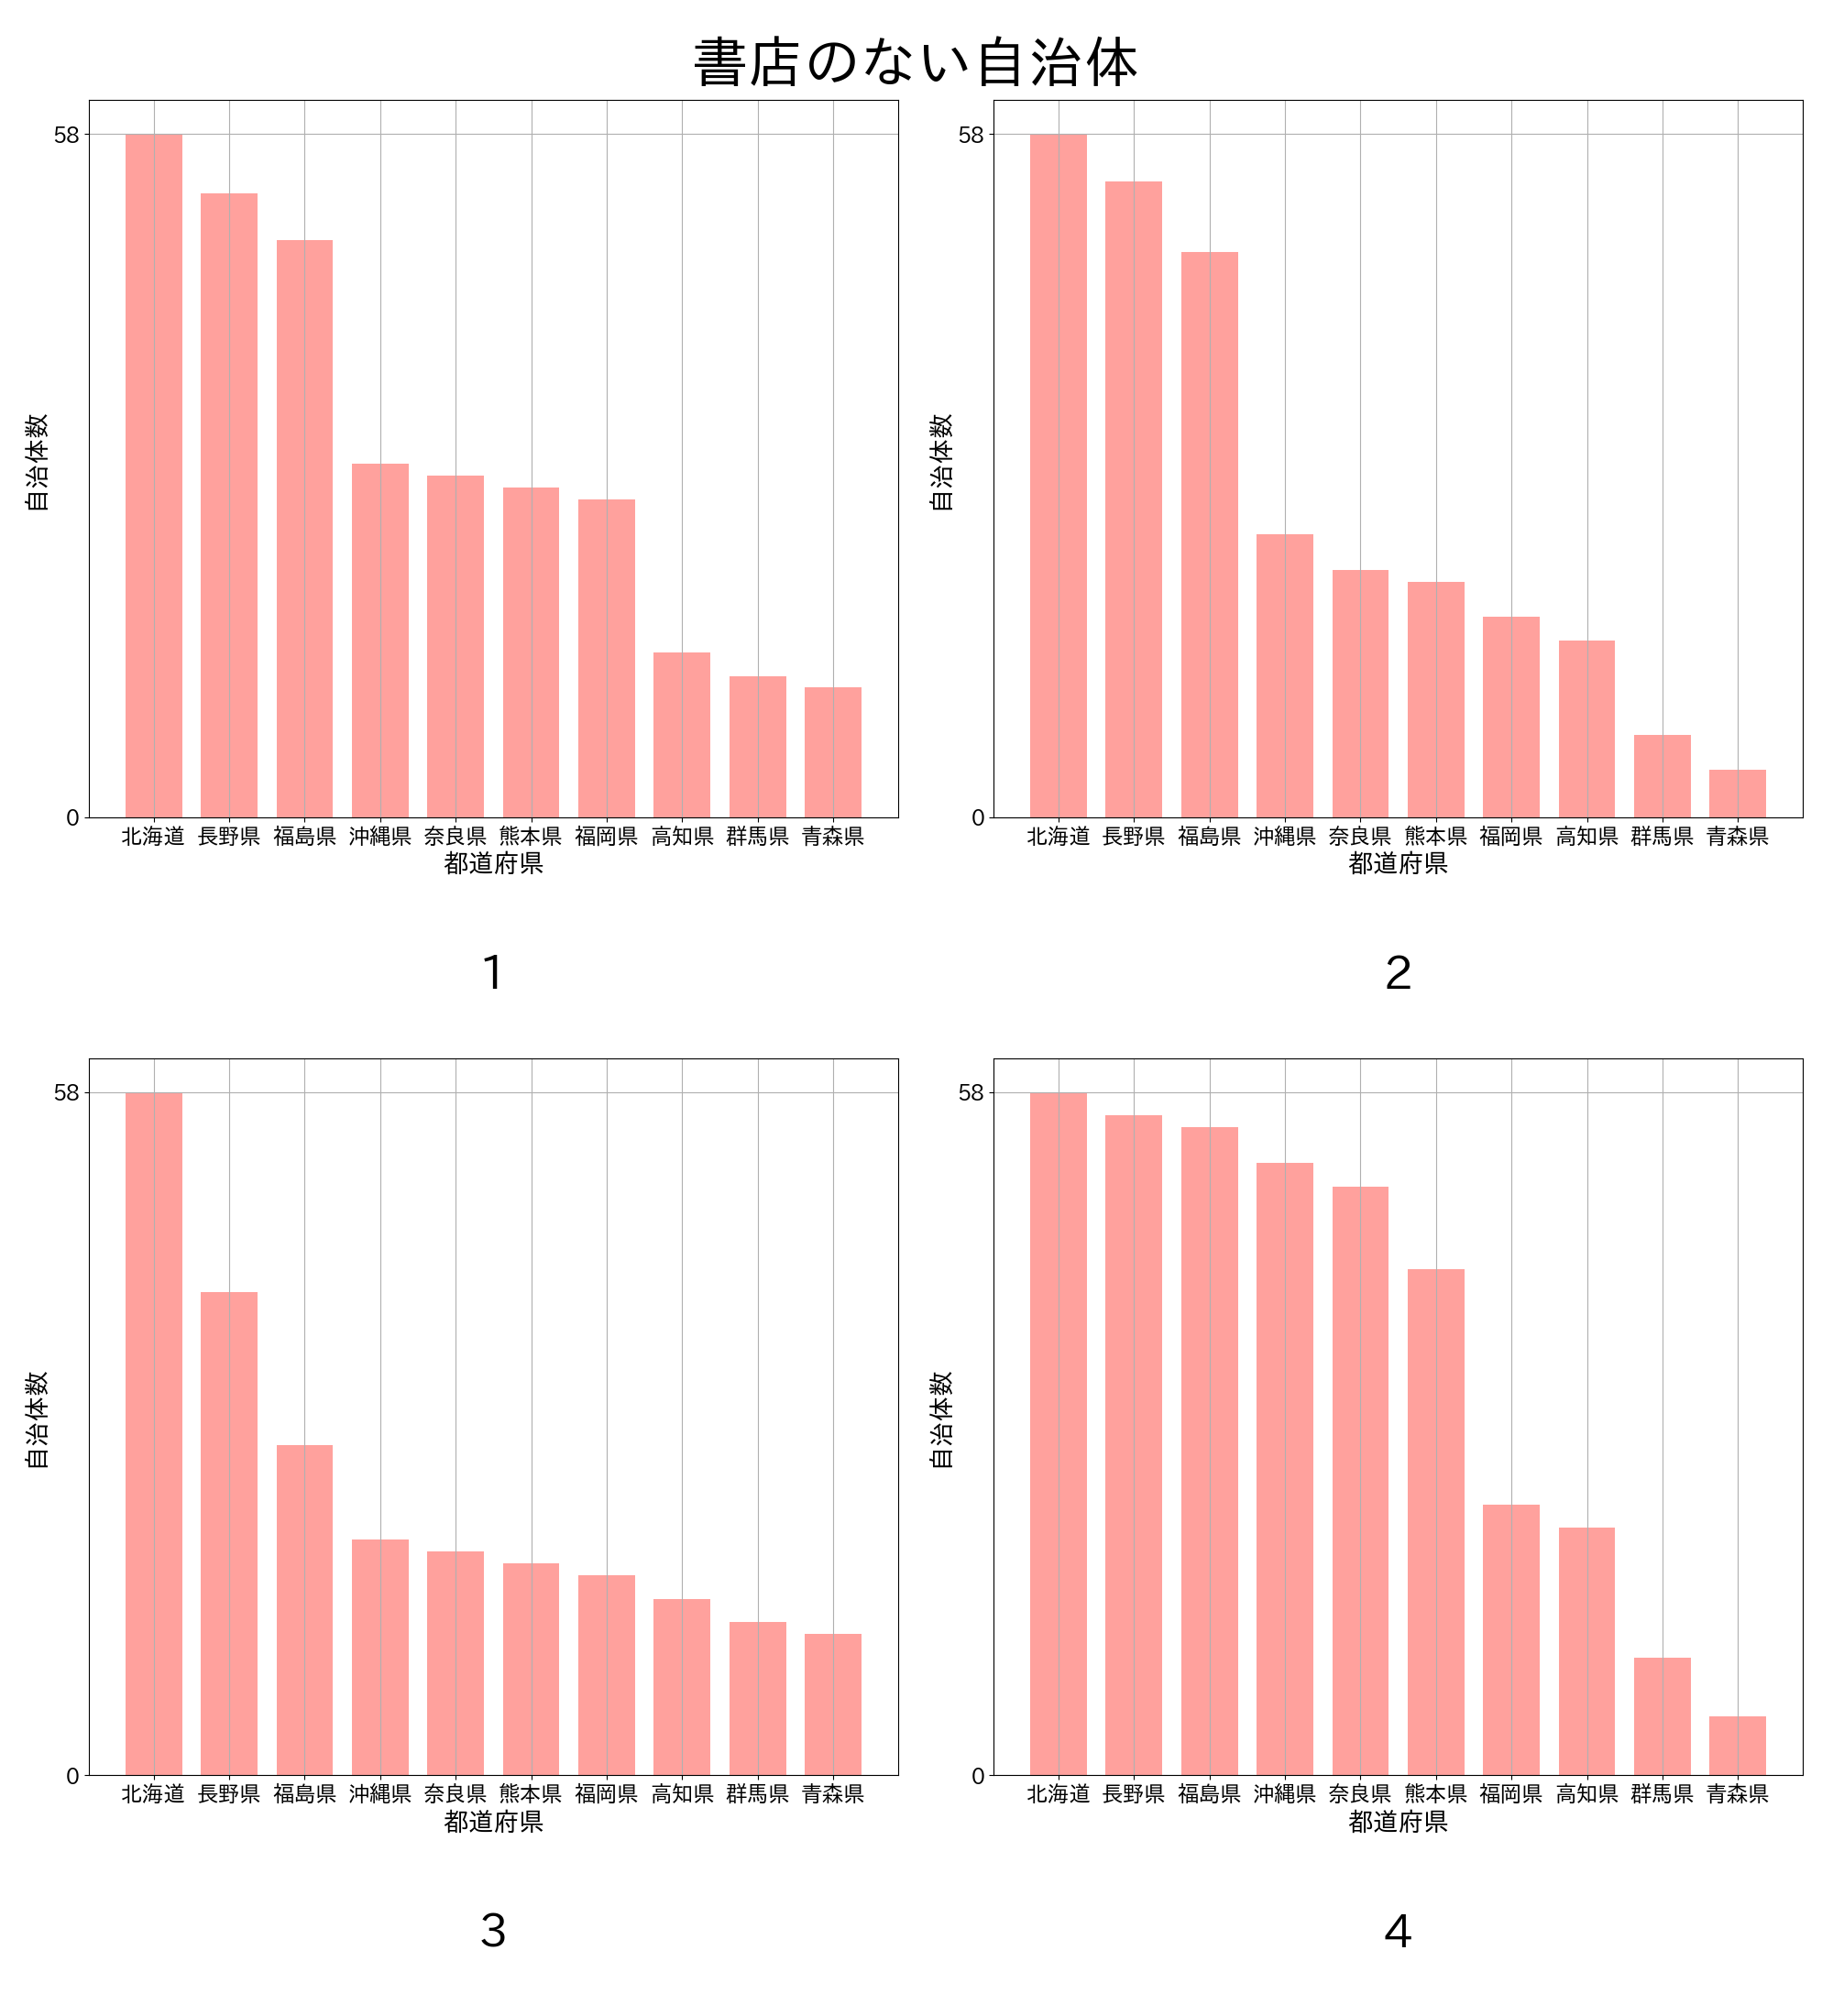 書店のない自治体
58
0
自治体数
北海道 長野県 福島県 沖縄県 奈良県 熊本県 福岡県 高知県 群馬県 青森県
都道府県
1
58
0
自治体数
北海道 長野県 福島県 沖縄県 奈良県 熊本県 福岡県 高知県 群馬県 青森県
都道府県
2
58
0
自治体数
北海道 長野県 福島県 沖縄県 奈良県 熊本県 福岡県 高知県 群馬県 青森県
都道府県
3
58
0
自治体数
北海道 長野県 福島県 沖縄県 奈良県 熊本県 福岡県 高知県 群馬県 青森県
都道府県
4